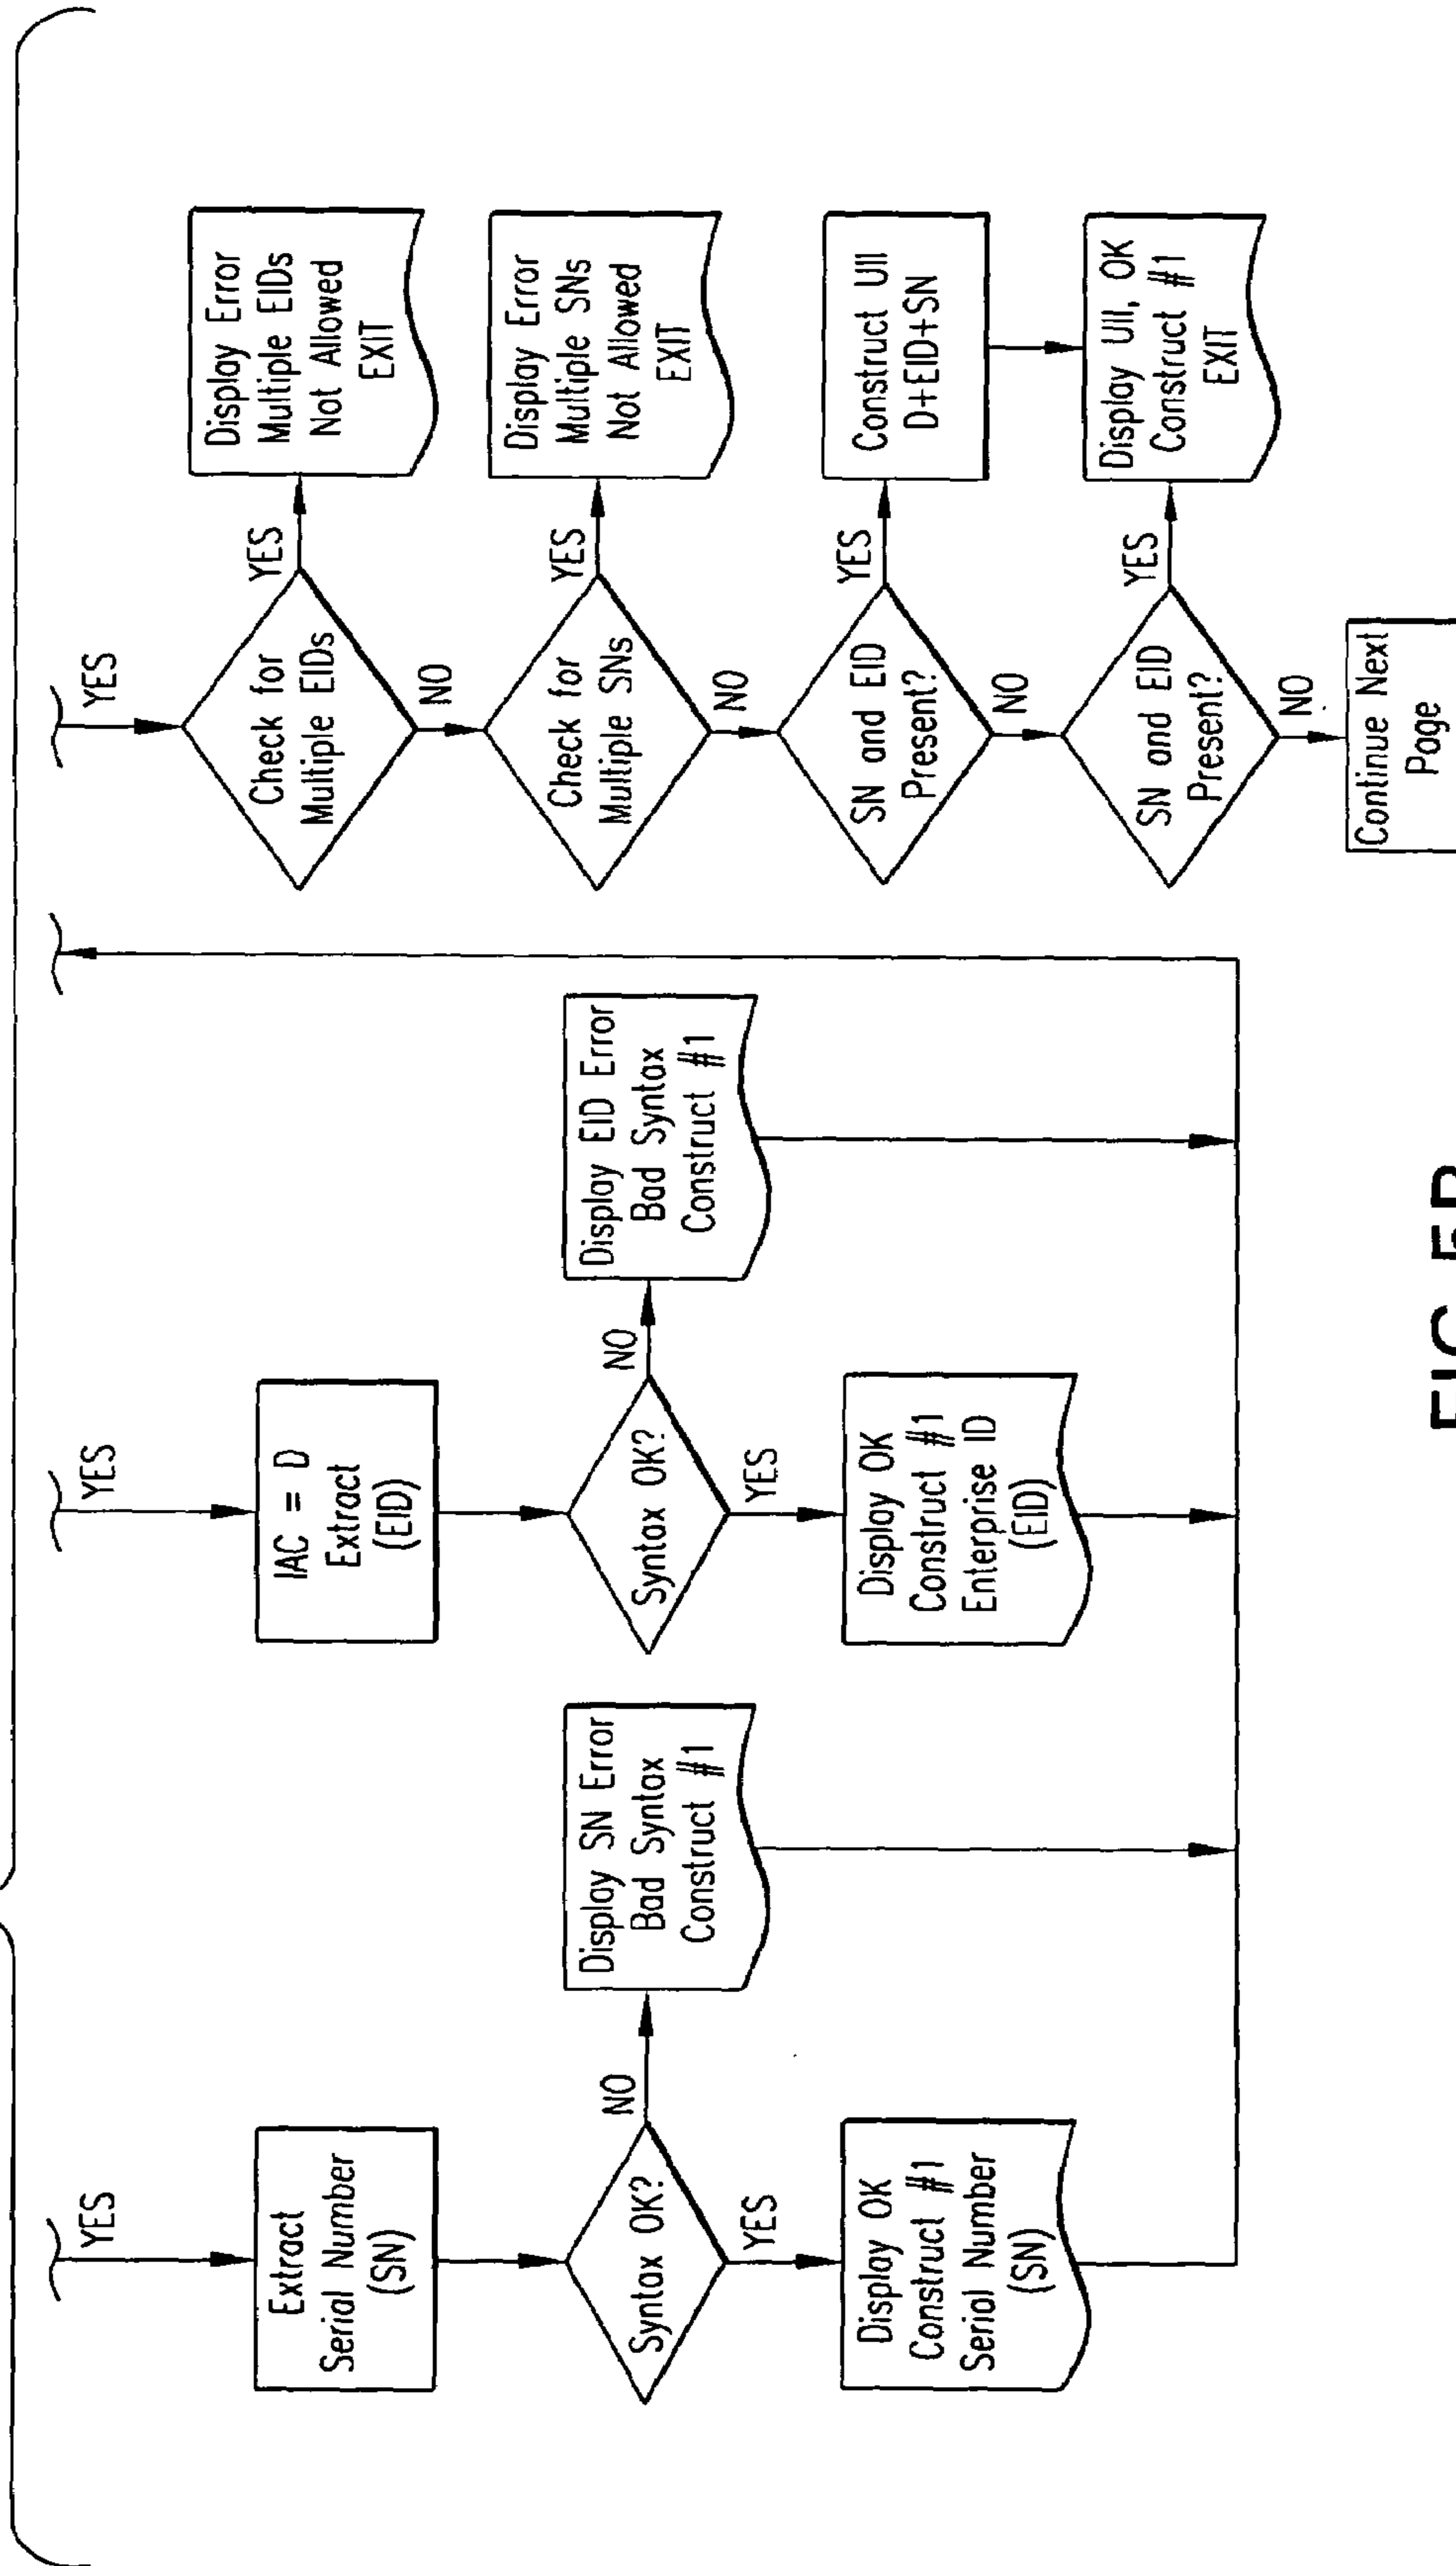 YES
Extract
Serial Number
(SN)
Syntax OK?
NO
Display SN Error
Bad Syntax
Construct #1
YES
Display OK
Construct #1
Serial Number
(SN)
YES
IAC = D
Extract
(EID)
Syntax OK?
NO
Display EID Error
Bad Syntax
Construct #1
YES
Display OK
Construct #1
Enterprise ID
(EID)
YES
Check for
Multiple EIDs
YES
Display Error
Multiple EIDs
Not Allowed
EXIT
NO
Check for
Multiple SNs
YES
Display Error
Multiple SNs
Not Allowed
EXIT
NO
SN and EID
Present?
YES
Construct UII
D+EID+SN
NO
SN and EID
Present?
YES
Display UII, OK
Construct #1
EXIT
NO
Continue Next
Page
FIG.5B